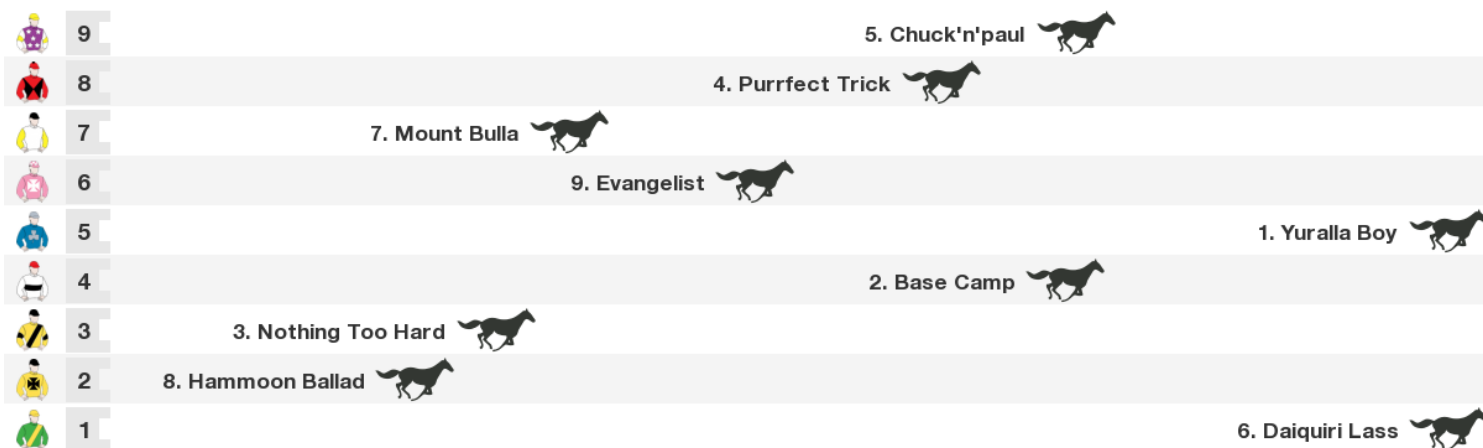 9 5. Chuck'n'paul
8 4. Purrfect Trick
7 7. Mount Bulla
6 9. Evangelist
5 1. Yuralla Boy
4 2. Base Camp
3 3. Nothing Too Hard
2 8. Hammoon Ballad
1 6. Daiquiri Lass